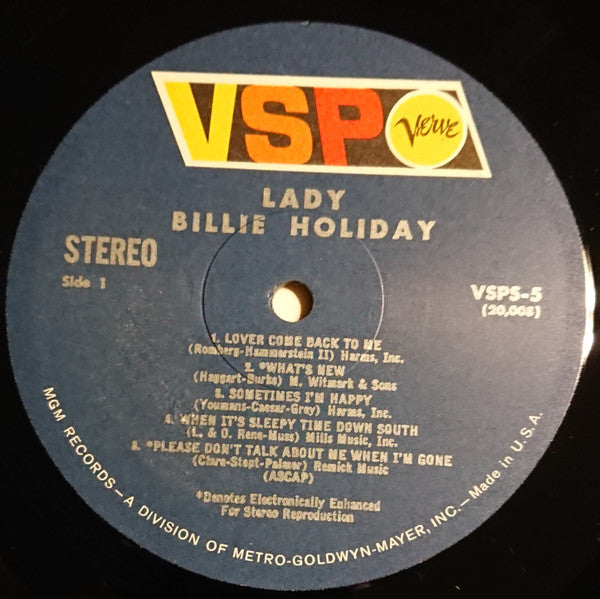 VSP
Verve
LADY
BILLIE HOLIDAY
STEREO
Side 1
VSPS-5
(20,008)
1. LOVER COME BACK TO ME
(Romberg-Hammerstein II) Harms, Inc.
2. *WHAT'S NEW
(Haggart-Burke) M. Witmark & Sons
3. SOMETIMES I'M HAPPY
(Youmans-Caesar-Grey) Harms, Inc.
4. WHEN IT'S SLEEPY TIME DOWN SOUTH
(L. & O. Rene-Muse) Mills Music, Inc.
5. *PLEASE DON'T TALK ABOUT ME WHEN I'M GONE
(Clare-Stept-Palmer) Remick Music
(ASCAP)
*Denotes Electronically Enhanced
For Stereo Reproduction
MGM RECORDS—A DIVISION OF METRO-GOLDWYN-MAYER, INC.—Made in U.S.A.